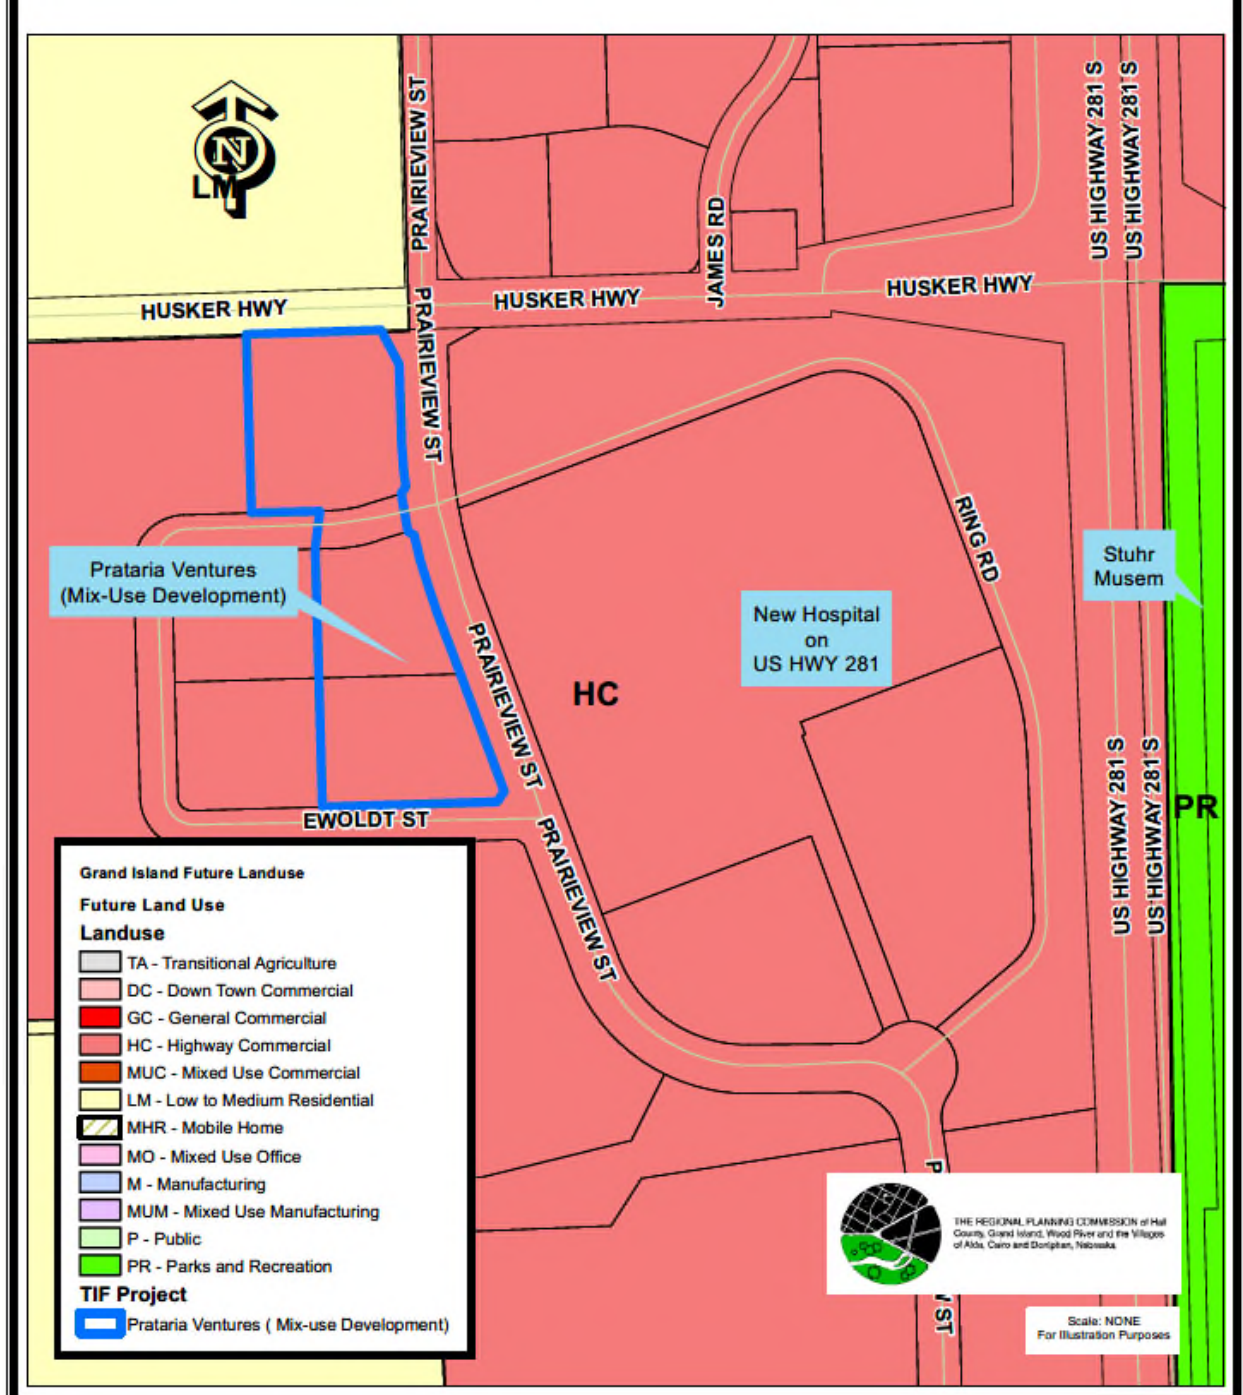 N
LM
PRAIRIEVIEW ST
JAMES RD
US HIGHWAY 281 S
US HIGHWAY 281 S
HUSKER HWY
HUSKER HWY
HUSKER HWY
PRAIRIEVIEW ST
RING RD
Prataria Ventures
(Mix-Use Development)
Stuhr
Musem
New Hospital
on
US HWY 281
HC
PRAIRIEVIEW ST
US HIGHWAY 281 S
US HIGHWAY 281 S
PR
EWOLDT ST
PRAIRIEVIEW ST
Grand Island Future Landuse
Future Land Use
Landuse
TA - Transitional Agriculture
DC - Down Town Commercial
GC - General Commercial
HC - Highway Commercial
MUC - Mixed Use Commercial
LM - Low to Medium Residential
MHR - Mobile Home
MO - Mixed Use Office
M - Manufacturing
MUM - Mixed Use Manufacturing
P - Public
PR - Parks and Recreation
TIF Project
Prataria Ventures ( Mix-use Development)
P
W ST
THE REGIONAL PLANNING COMMISSION of Hall
County, Grand Island, Wood River and the Villages
of Alda, Cairo and Doniphan, Nebraska.
Scale: NONE
For Illustration Purposes